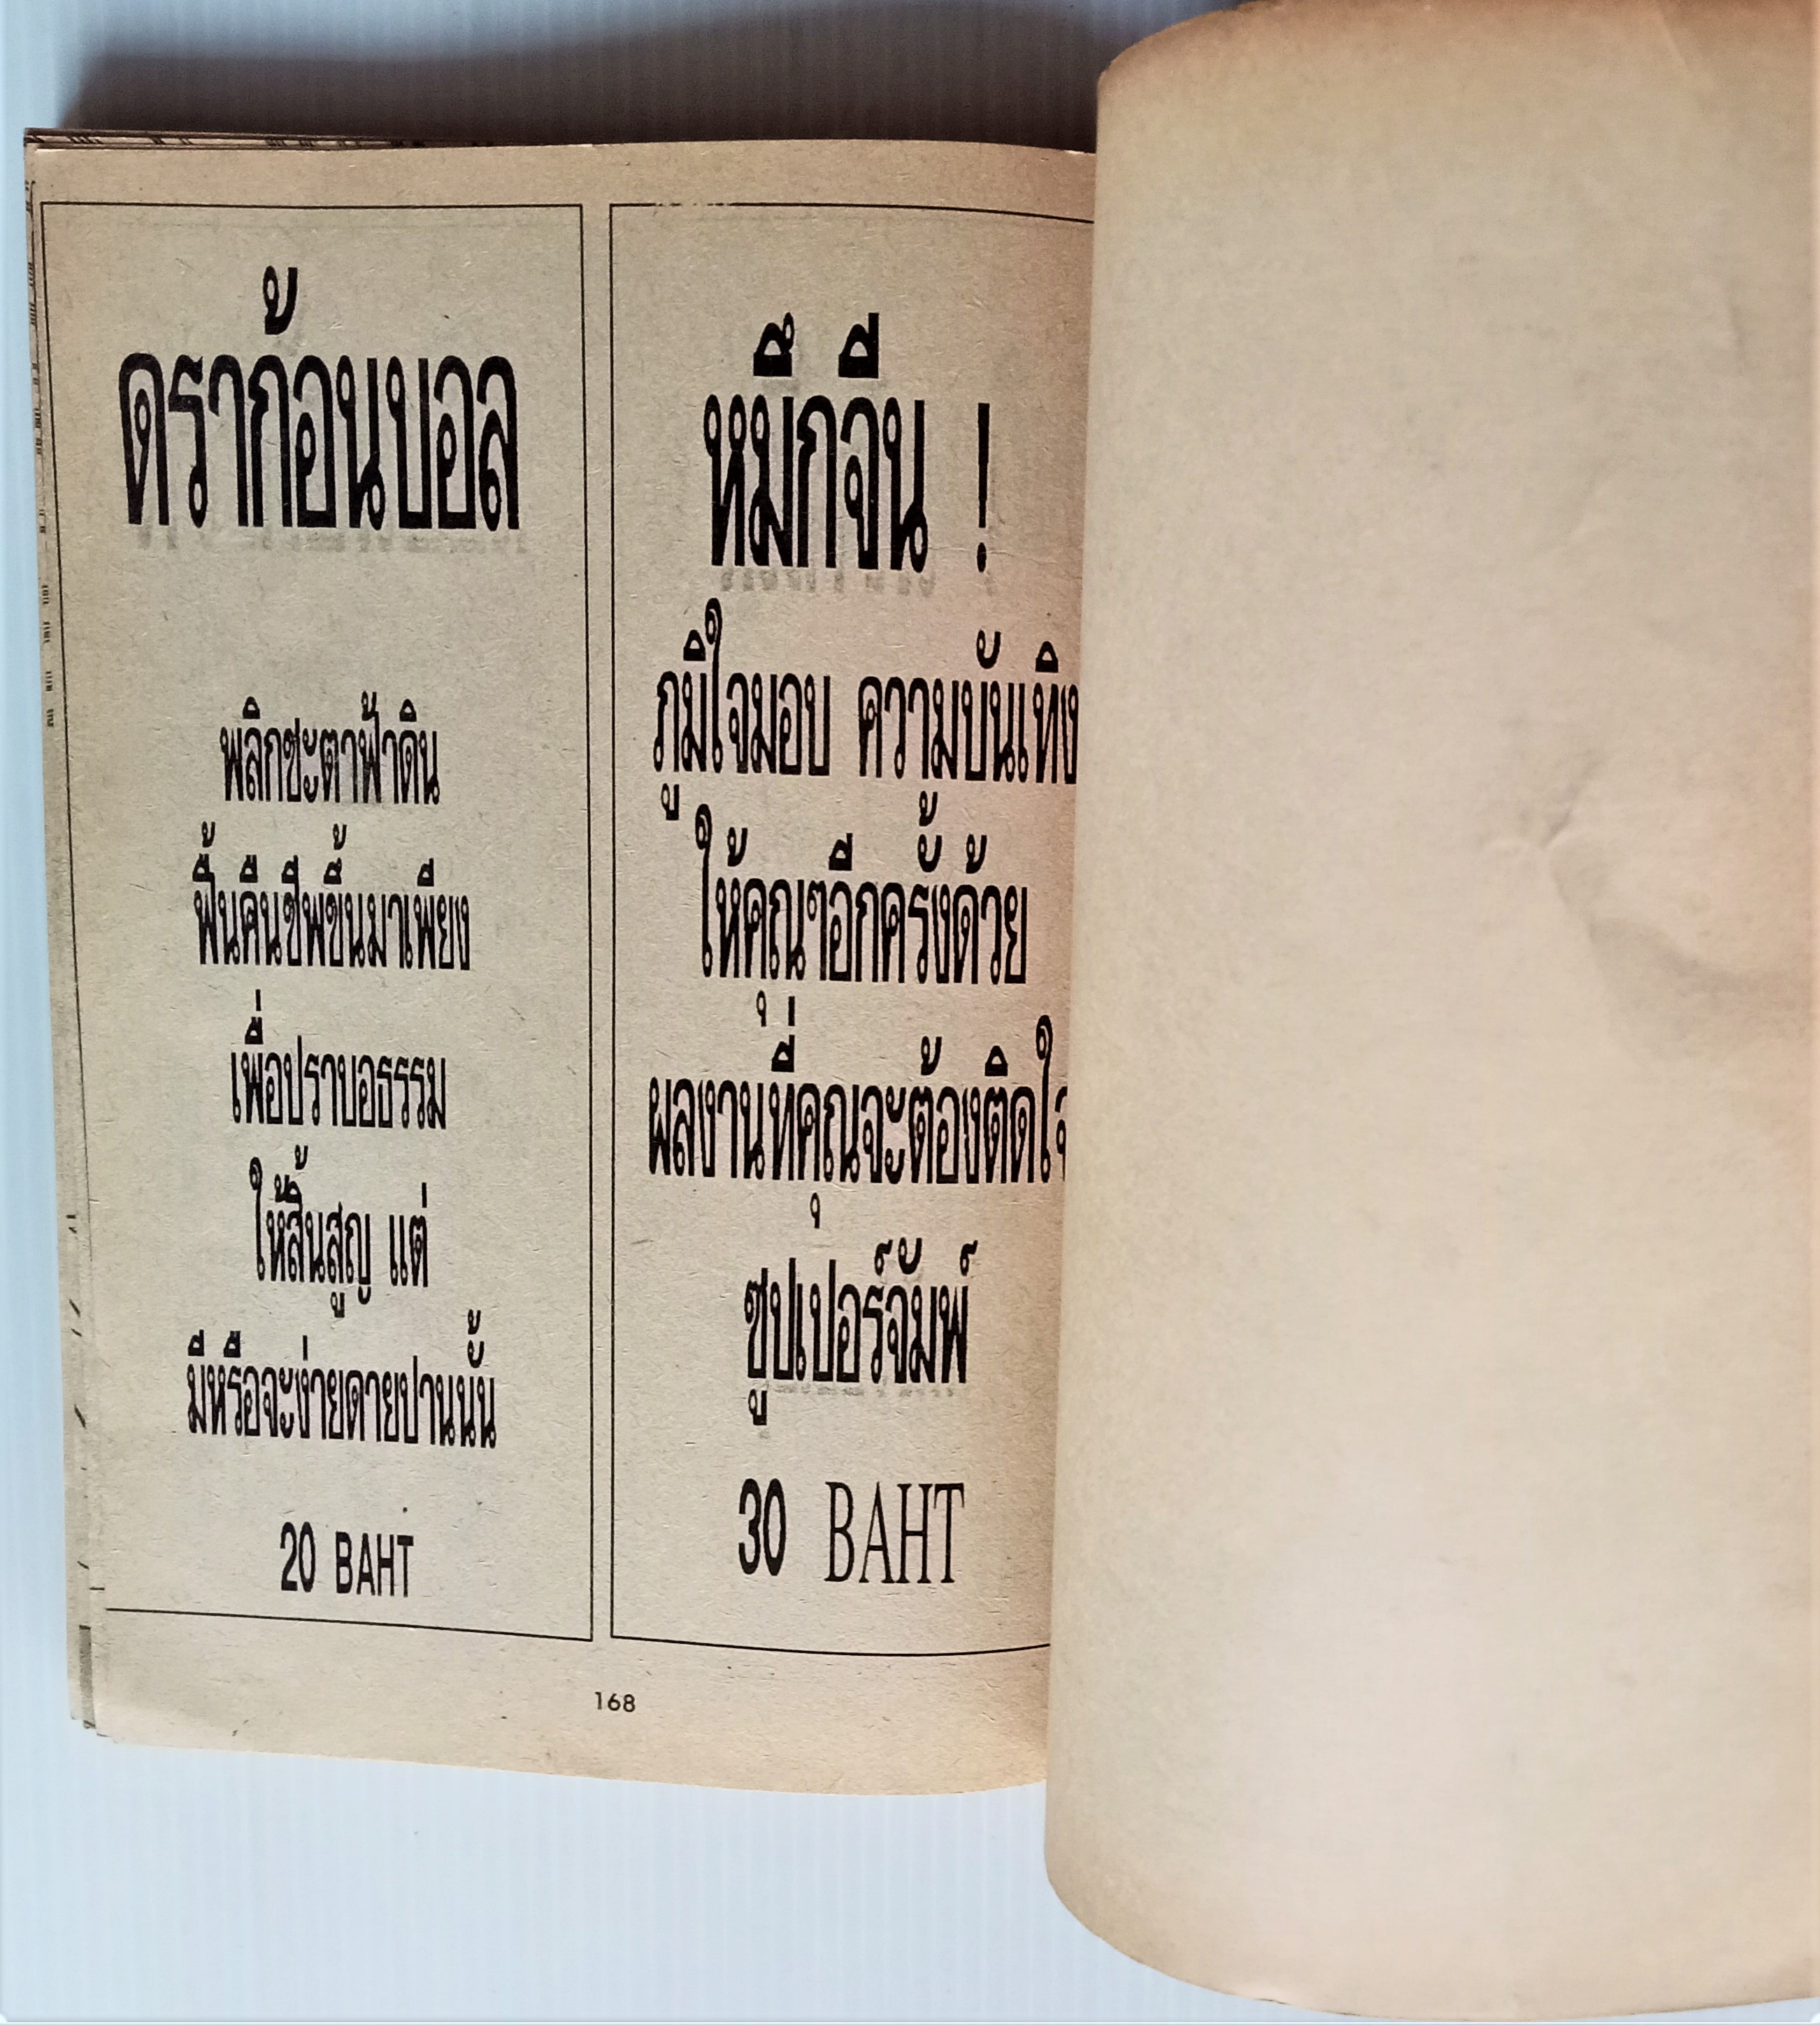 ดราก้อนบอล
พลิกชะตาฟ้าดิน
ฟื้นคืนชีพขึ้นมาเพียง
เพื่อปราบอธรรม
ให้สิ้นสูญ แต่
มีหรือจะง่ายดายปานนั้น
20 BAHT
หมึกจีน !
ภูมิใจมอบ ความบันเทิง
ให้คุณๆอีกครั้งด้วย
ผลงานที่คุณจะต้องติดใจ
ซูปเปอร์จัมพ์
30 BAHT
168